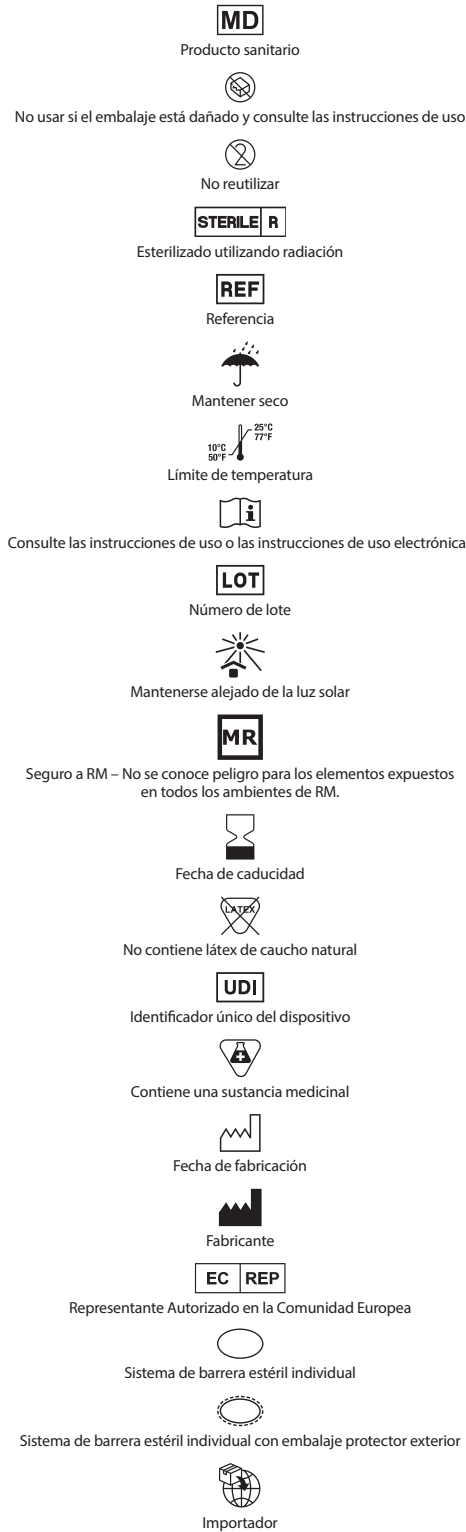 MD
Producto sanitario
No usar si el embalaje está dañado y consulte las instrucciones de uso
2
No reutilizar
STERILE R
Esterilizado utilizando radiación
REF
Referencia
Mantener seco
25°C
77°F
10°C
50°F
Límite de temperatura
i
Consulte las instrucciones de uso o las instrucciones de uso electrónica
LOT
Número de lote
Mantenerse alejado de la luz solar
MR
Seguro a RM – No se conoce peligro para los elementos expuestos
en todos los ambientes de RM.
Fecha de caducidad
LATEX
No contiene látex de caucho natural
UDI
Identificador único del dispositivo
Contiene una sustancia medicinal
Fecha de fabricación
Fabricante
EC REP
Representante Autorizado en la Comunidad Europea
Sistema de barrera estéril individual
Sistema de barrera estéril individual con embalaje protector exterior
Importador